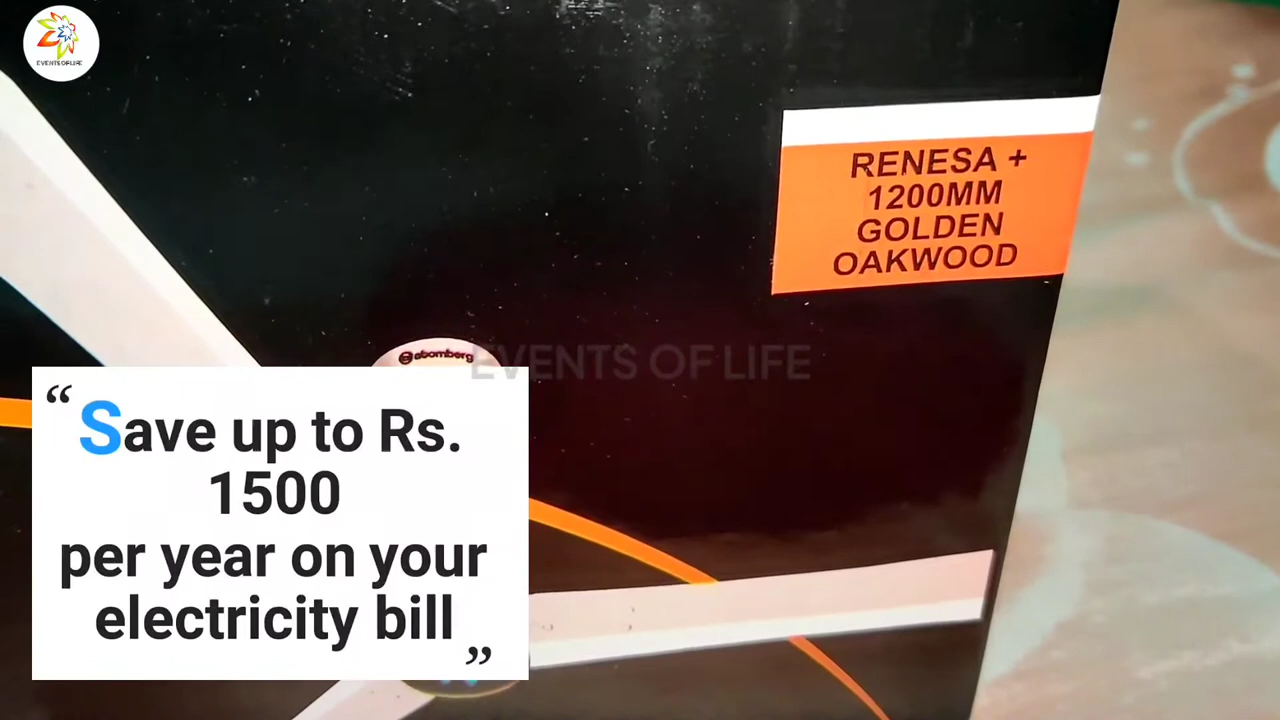 EVENTS OF LIFE
RENESA +
1200MM
GOLDEN
OAKWOOD
atomberg
EVENTS OF LIFE
“Save up to Rs.
1500
per year on your
electricity bill”